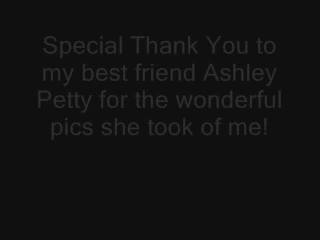 Special Thank You to
my best friend Ashley
Petty for the wonderful
pics she took of me!